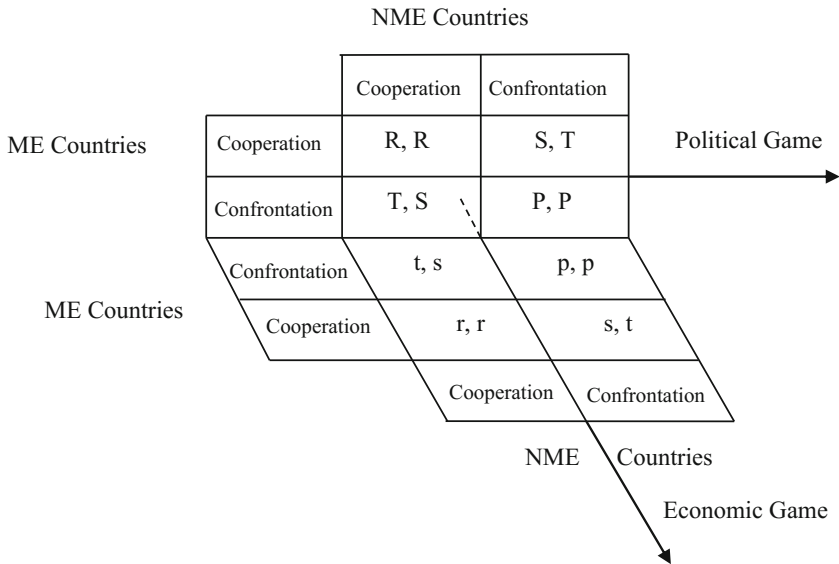 NME Countries
Cooperation Confrontation
ME Countries Cooperation R, R S, T Political Game
Confrontation T, S P, P
Confrontation t, s p, p
ME Countries
Cooperation r, r s, t
Cooperation Confrontation
NME Countries
Economic Game